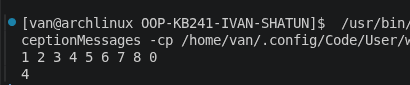 [van@archlinux OOP-KB241-IVAN-SHATUN]$  /usr/bin/
ceptionMessages -cp /home/van/.config/Code/User/w
1 2 3 4 5 6 7 8 0
4